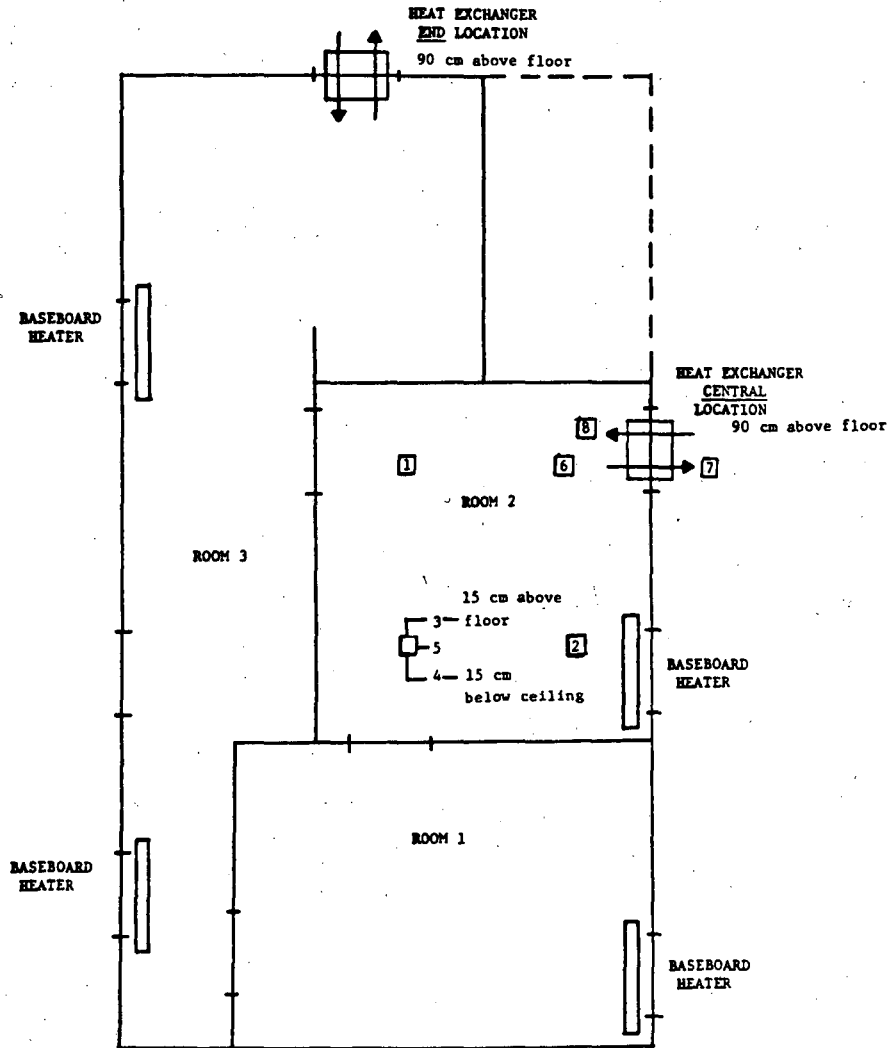 HEAT EXCHANGER
END LOCATION
90 cm above floor
BASEBOARD
HEATER
HEAT EXCHANGER
CENTRAL
LOCATION
90 cm above floor
8
1
6
7
ROOM 2
ROOM 3
15 cm above
3 floor
5
2
4 15 cm
below ceiling
BASEBOARD
HEATER
ROOM 1
BASEBOARD
HEATER
BASEBOARD
HEATER